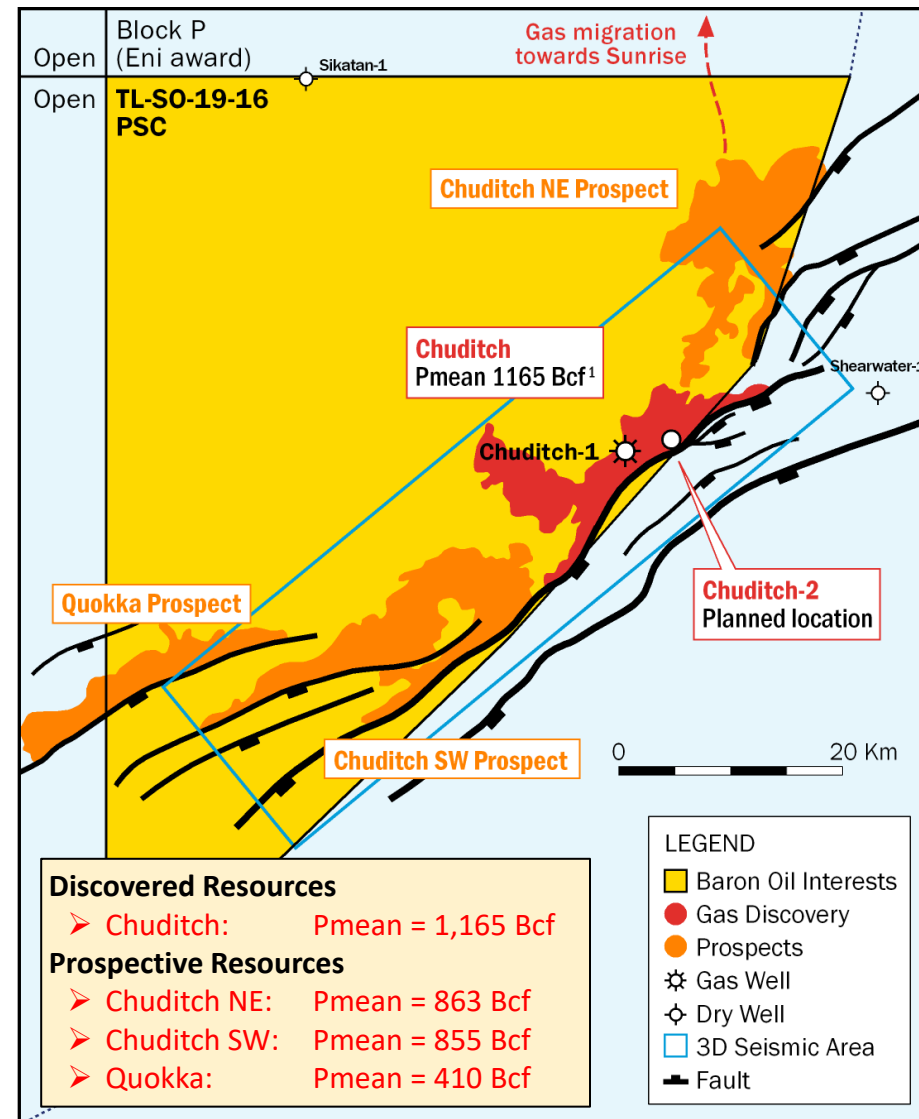 Open
Block P
(Eni award)
Gas migration
towards Sunrise
Sikatan-1
Open
TL-SO-19-16
PSC
Chuditch NE Prospect
Chuditch
Pmean 1165 Bcf¹
Shearwater-1
Chuditch-1
Chuditch-2
Planned location
Quokka Prospect
Chuditch SW Prospect
0 20 Km
LEGEND
Baron Oil Interests
Gas Discovery
Prospects
Gas Well
Dry Well
3D Seismic Area
Fault
Discovered Resources
➢ Chuditch: Pmean = 1,165 Bcf
Prospective Resources
➢ Chuditch NE: Pmean = 863 Bcf
➢ Chuditch SW: Pmean = 855 Bcf
➢ Quokka: Pmean = 410 Bcf